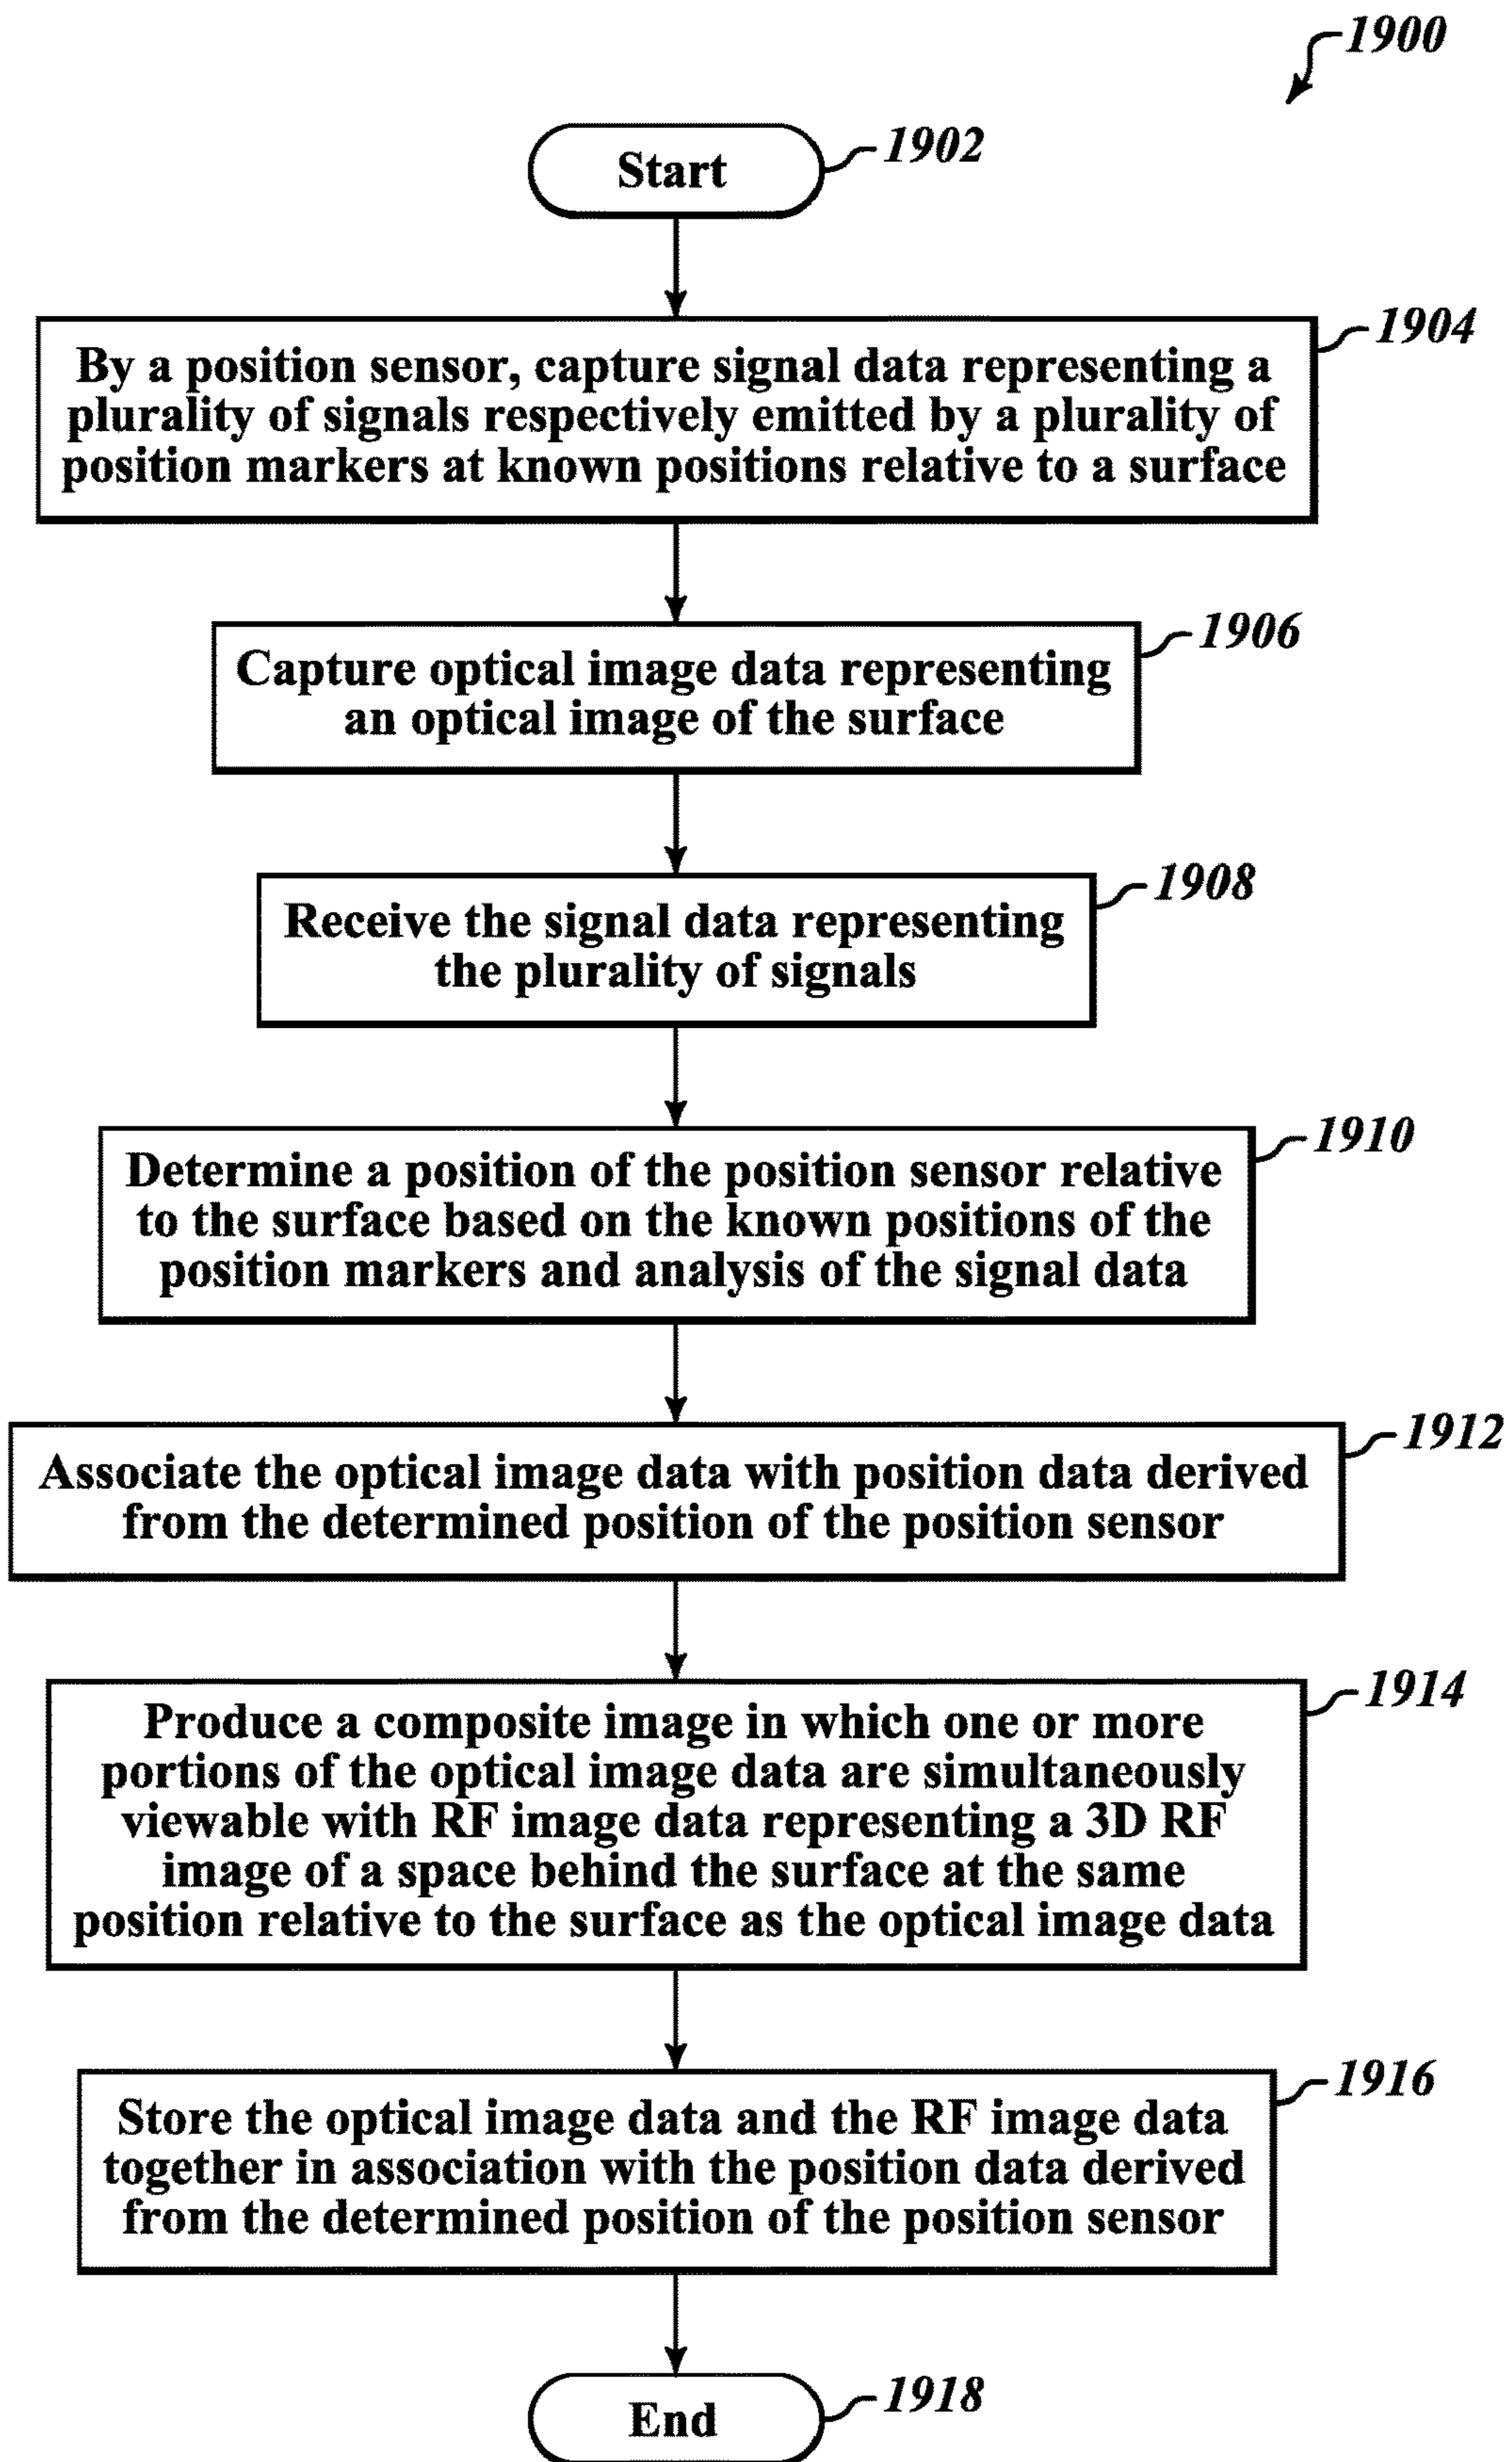 1900
Start
1902
1904
By a position sensor, capture signal data representing a
plurality of signals respectively emitted by a plurality of
position markers at known positions relative to a surface
1906
Capture optical image data representing
an optical image of the surface
1908
Receive the signal data representing
the plurality of signals
1910
Determine a position of the position sensor relative
to the surface based on the known positions of the
position markers and analysis of the signal data
1912
Associate the optical image data with position data derived
from the determined position of the position sensor
1914
Produce a composite image in which one or more
portions of the optical image data are simultaneously
viewable with RF image data representing a 3D RF
image of a space behind the surface at the same
position relative to the surface as the optical image data
1916
Store the optical image data and the RF image data
together in association with the position data derived
from the determined position of the position sensor
End
1918